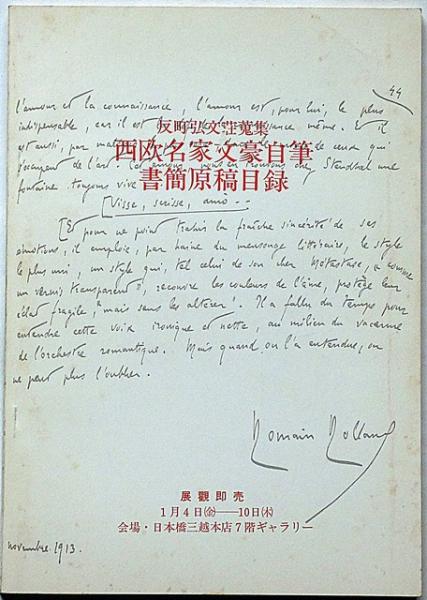 44
l'amour et la connaissance, l'amour est, pour lui, le plus
indispensable, car il est
反町弘文荘蒐集
aussi, par
ceux qui
西欧名家文豪自筆
s'occupent de l'art.
chez Stendhal une
書簡原稿目録
fontaine toujours vive
[Visse, scrisse, amò..
[Et pour ne point trahir la fraîche sincérité de ses
émotions, il emploie, par haine du mensonge littéraire, le style
le plus uni, un style qui, tel celui de son cher Métastase, "comme
un vernis transparent", recouvre les couleurs de l'âme, protège leur
éclat fragile, "mais sans les altérer". Il a fallu du temps pour
entendre cette voix ironique et nette, au milieu du vacarme
de l'orchestre romantique. Mais quand on l'a entendue, on
ne peut plus l'oublier.
Romain Rolland
展觀即売
1月4日㈮──10日㈭
会場・日本橋三越本店7階ギャラリー
novembre 1913.